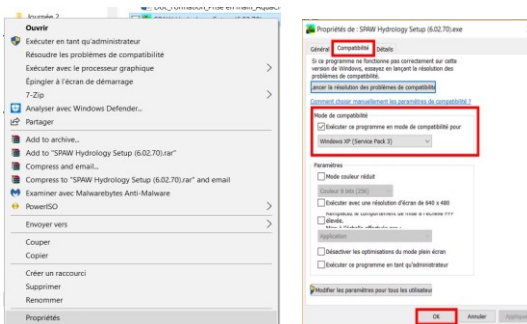 Journée 2
Ouvrir
Exécuter en tant qu'administrateur
Résoudre les problèmes de compatibilité
Exécuter avec le processeur graphique
Épingler à l'écran de démarrage
7-Zip
Analyser avec Windows Defender...
Partager
Add to archive...
Add to "SPAW Hydrology Setup (6.02.70).rar"
Compress and email...
Compress to "SPAW Hydrology Setup (6.02.70).rar" and email
Examiner avec Malwarebytes Anti-Malware
PowerISO
Envoyer vers
Couper
Copier
Créer un raccourci
Supprimer
Renommer
Propriétés
Propriétés de : SPAW Hydrology Setup (6.02.70).exe
Général Compatibilité Détails
Si ce programme ne fonctionne pas correctement sur cette
version de Windows, essayez en lançant la résolution des
problèmes de compatibilité.
ancer la résolution des problèmes de compatibilité
Comment choisir manuellement les paramètres de compatibilité ?
Mode de compatibilité
Exécuter ce programme en mode de compatibilité pour
Windows XP (Service Pack 3)
Paramètres
Mode couleur réduit
Couleur 8 bits (256)
Exécuter avec une résolution d'écran de 640 x 480
élevée.
Application
Désactiver les optimisations du mode plein écran
Exécuter ce programme en tant qu'administrateur
Modifier les paramètres pour tous les utilisateur
OK Annuler Applique